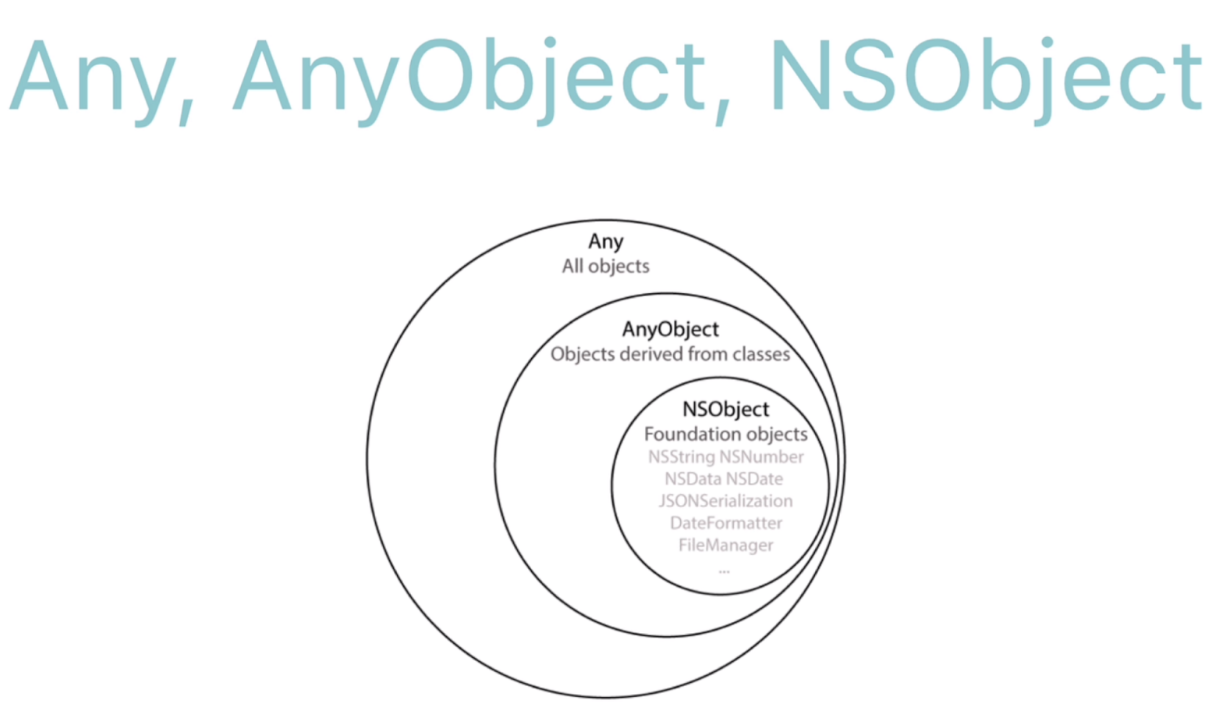 Any, AnyObject, NSObject
Any
All objects
AnyObject
Objects derived from classes
NSObject
Foundation objects
NSString NSNumber
NSData NSDate
JSONSerialization
DateFormatter
FileManager
...